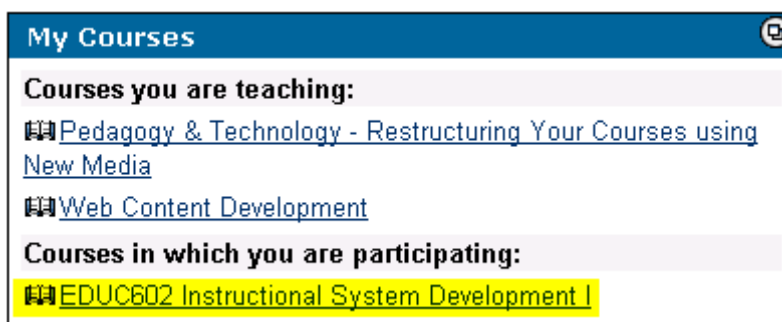 My Courses
Courses you are teaching:
Pedagogy & Technology - Restructuring Your Courses using
New Media
Web Content Development
Courses in which you are participating:
EDUC602 Instructional System Development I